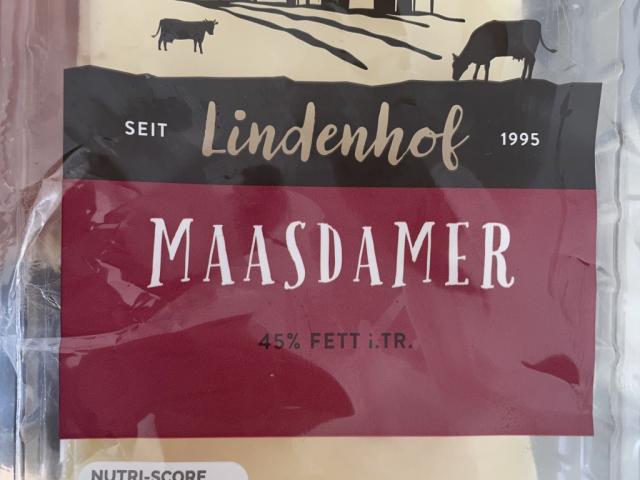 SEIT Lindenhof 1995
MAASDAMER
45% FETT i.TR.
NUTRI-SCORE